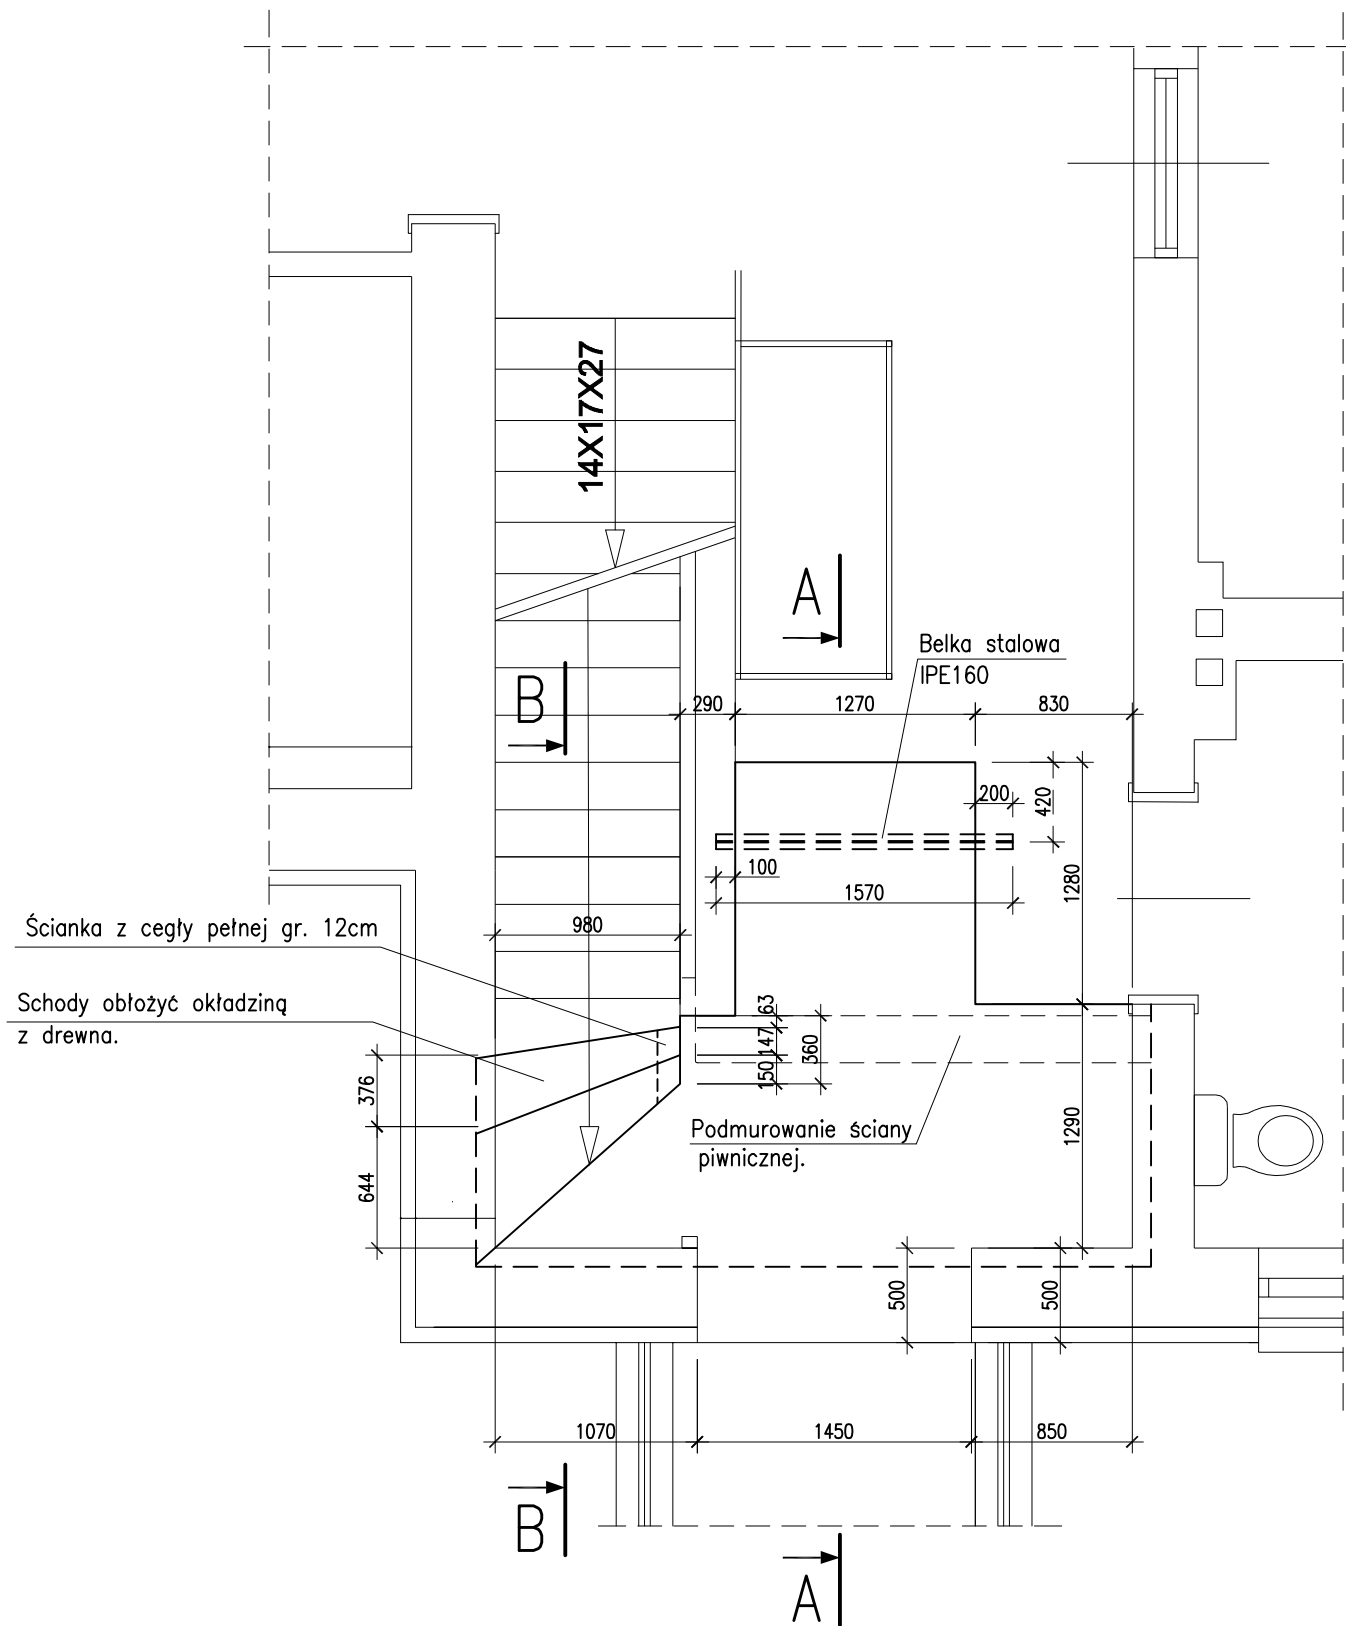 14X17X27
A
Belka stalowa
IPE160
B
290
1270
830
200
420
100
1570
1280
Ścianka z cegły pełnej gr. 12cm
980
Schody obłożyć okładziną
z drewna.
63
147
360
150
376
Podmurowanie ściany
piwnicznej.
1290
644
500
500
1070
1450
850
B
A